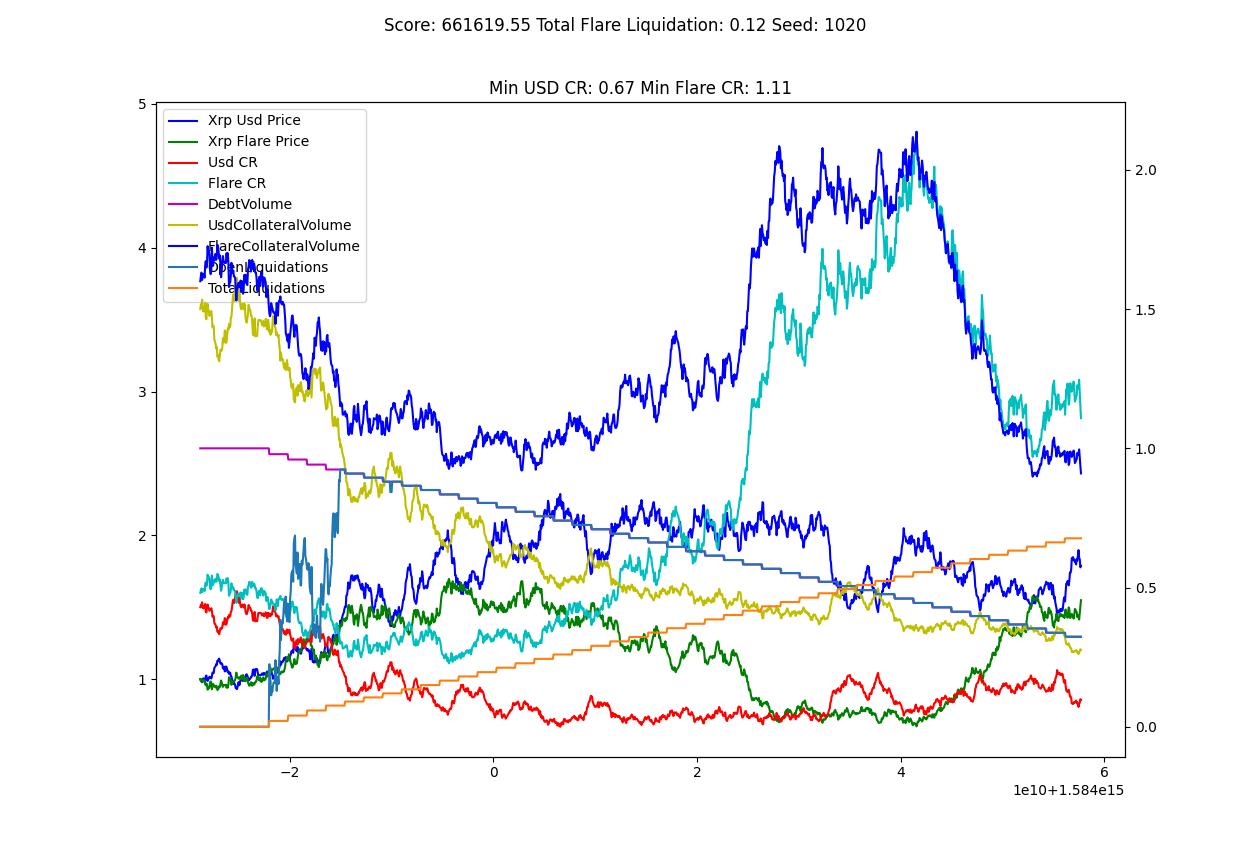 Score: 661619.55 Total Flare Liquidation: 0.12 Seed: 1020
Min USD CR: 0.67 Min Flare CR: 1.11
5
4
3
2
1
Xrp Usd Price
Xrp Flare Price
Usd CR
Flare CR
DebtVolume
UsdCollateralVolume
FlareCollateralVolume
OpenLiquidations
TotalLiquidations
2.0
1.5
1.0
0.5
0.0
−2
0
2
4
6
1e10+1.584e15